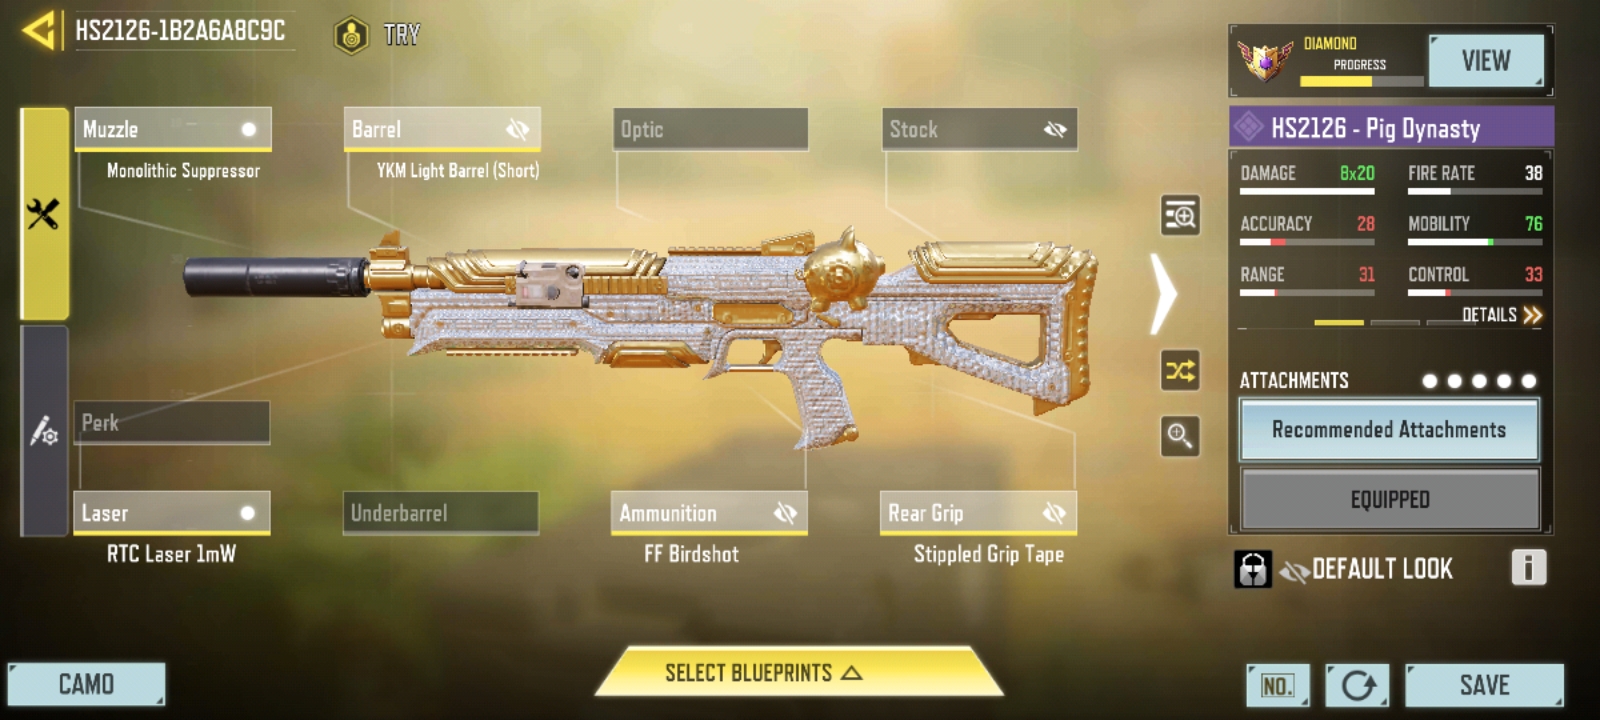 HS2126-1B2A6A8C9C
TRY
DIAMOND
PROGRESS
VIEW
Muzzle
Monolithic Suppressor
Barrel
YKM Light Barrel (Short)
Optic
Stock
HS2126 - Pig Dynasty
DAMAGE 8x20
FIRE RATE 38
ACCURACY 28
MOBILITY 76
RANGE 31
CONTROL 33
DETAILS
ATTACHMENTS
Recommended Attachments
EQUIPPED
Perk
Laser
RTC Laser 1mW
Underbarrel
Ammunition
FF Birdshot
Rear Grip
Stippled Grip Tape
DEFAULT LOOK
i
CAMO
SELECT BLUEPRINTS
NO.
SAVE